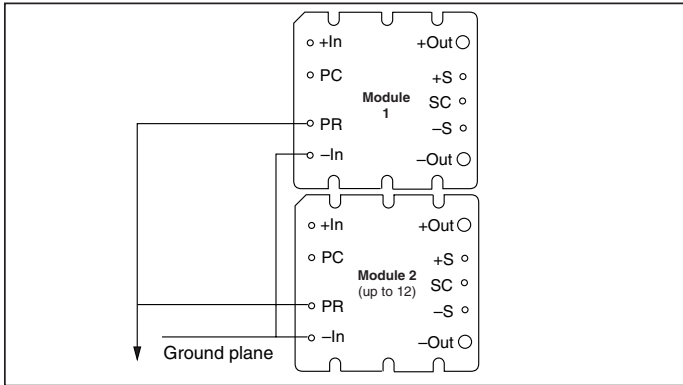 +In +Out
PC +S
Module
1
SC
PR –S
–In –Out
+In +Out
PC +S
Module 2
(up to 12)
SC
PR –S
–In –Out
Ground plane